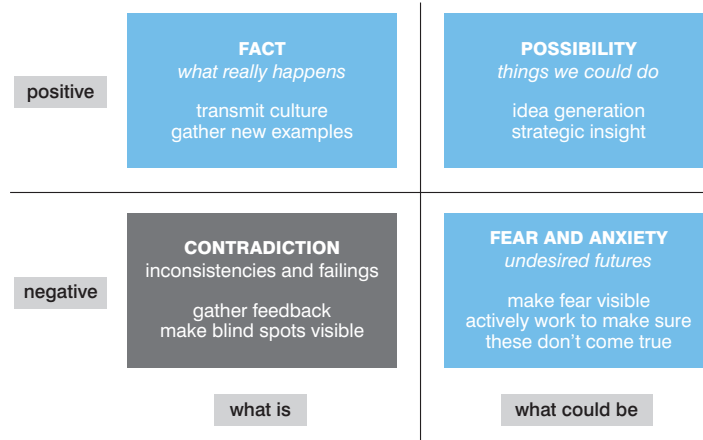 positive
FACT
what really happens
transmit culture
gather new examples
POSSIBILITY
things we could do
idea generation
strategic insight
negative
CONTRADICTION
inconsistencies and failings
gather feedback
make blind spots visible
FEAR AND ANXIETY
undesired futures
make fear visible
actively work to make sure
these don't come true
what is
what could be